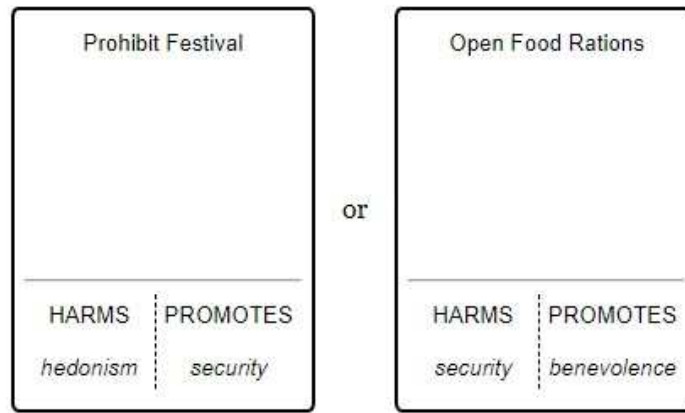 Prohibit Festival
HARMS PROMOTES
hedonism security
or
Open Food Rations
HARMS PROMOTES
security benevolence